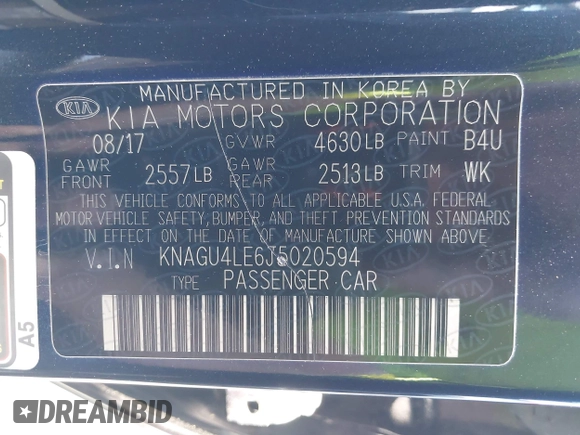 MANUFACTURED IN KOREA BY
KIA KIA MOTORS CORPORATION
08/17 GVWR 4630LB PAINT B4U
GAWR FRONT 2557LB GAWR REAR 2513LB TRIM WK
THIS VEHICLE CONFORMS TO ALL APPLICABLE U.S.A. FEDERAL
MOTOR VEHICLE SAFETY, BUMPER, AND THEFT PREVENTION STANDARDS
IN EFFECT ON THE DATE OF MANUFACTURE SHOWN ABOVE.
V.I.N KNAGU4LE6J5020594
TYPE PASSENGER CAR
A5
DREAMBID